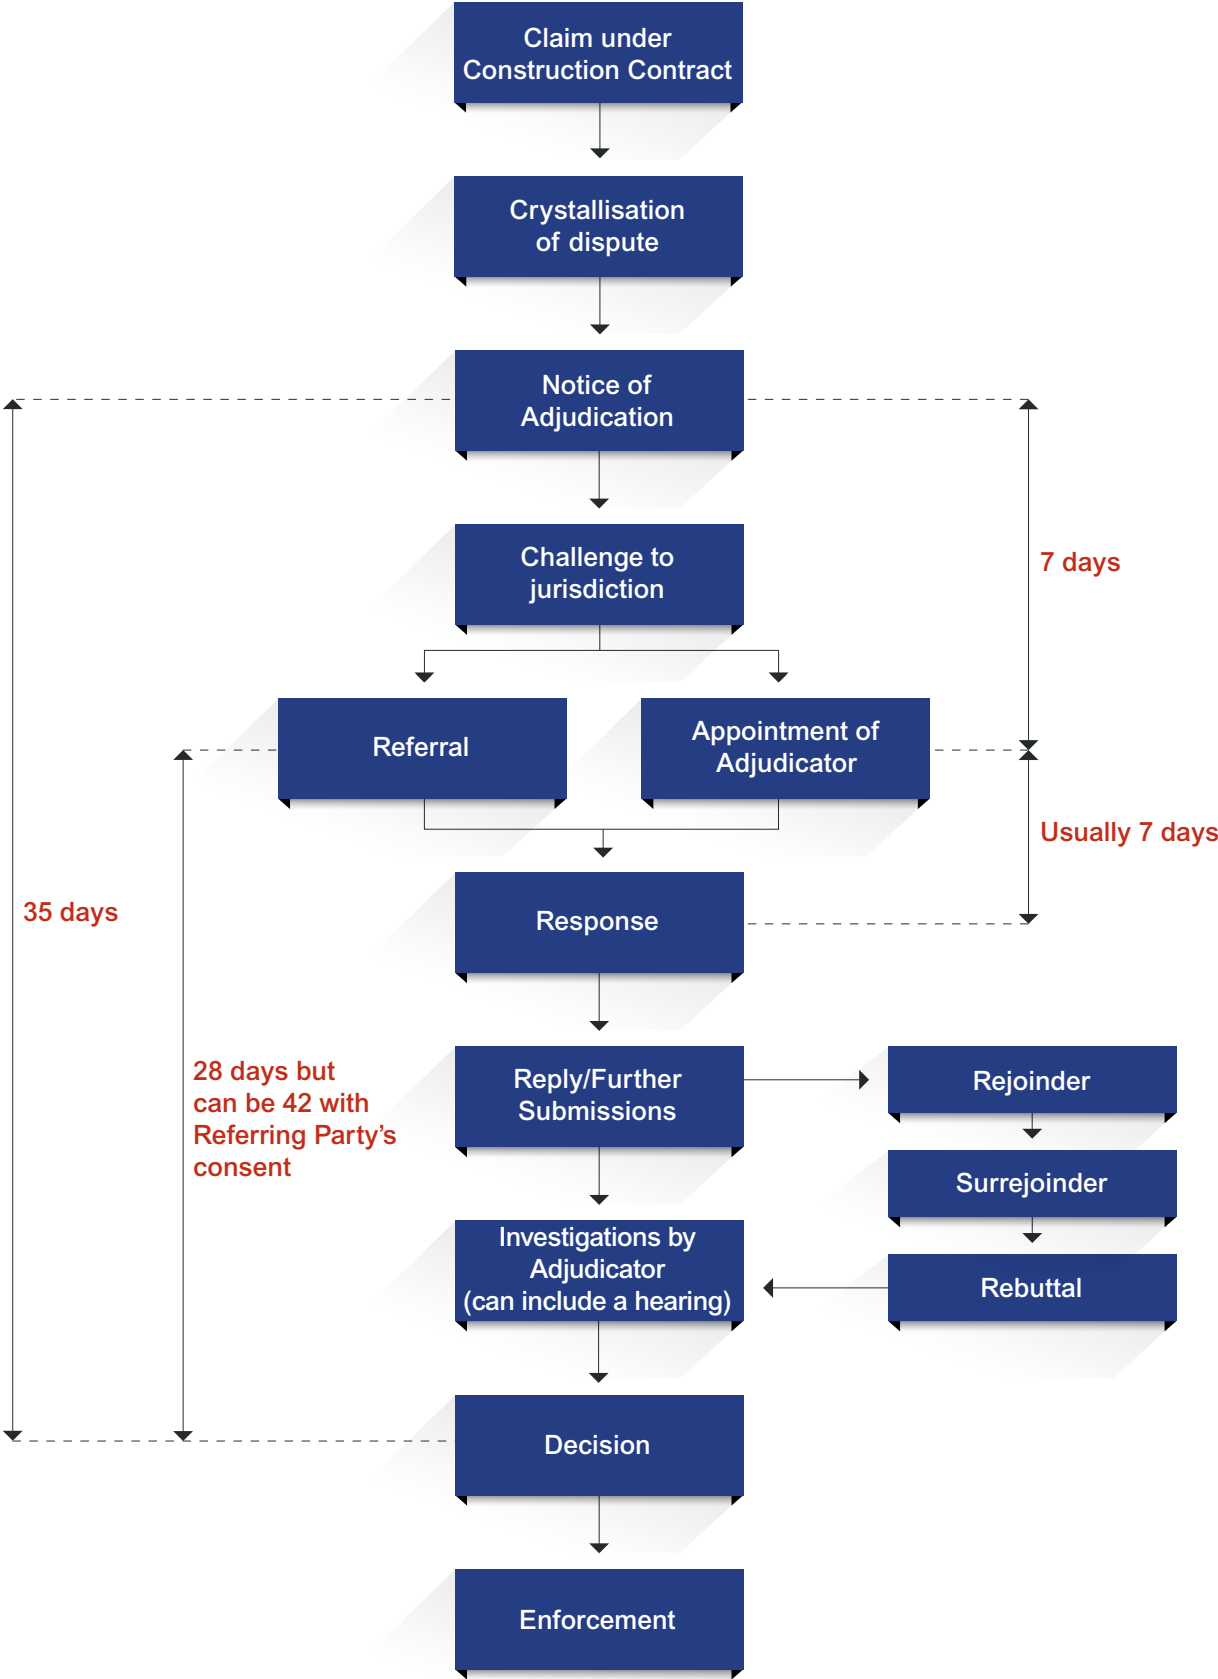 Claim under
Construction Contract
Crystallisation
of dispute
Notice of
Adjudication
Challenge to
jurisdiction
7 days
Referral
Appointment of
Adjudicator
Usually 7 days
Response
35 days
28 days but
can be 42 with
Referring Party’s
consent
Reply/Further
Submissions
Rejoinder
Surrejoinder
Rebuttal
Investigations by
Adjudicator
(can include a hearing)
Decision
Enforcement